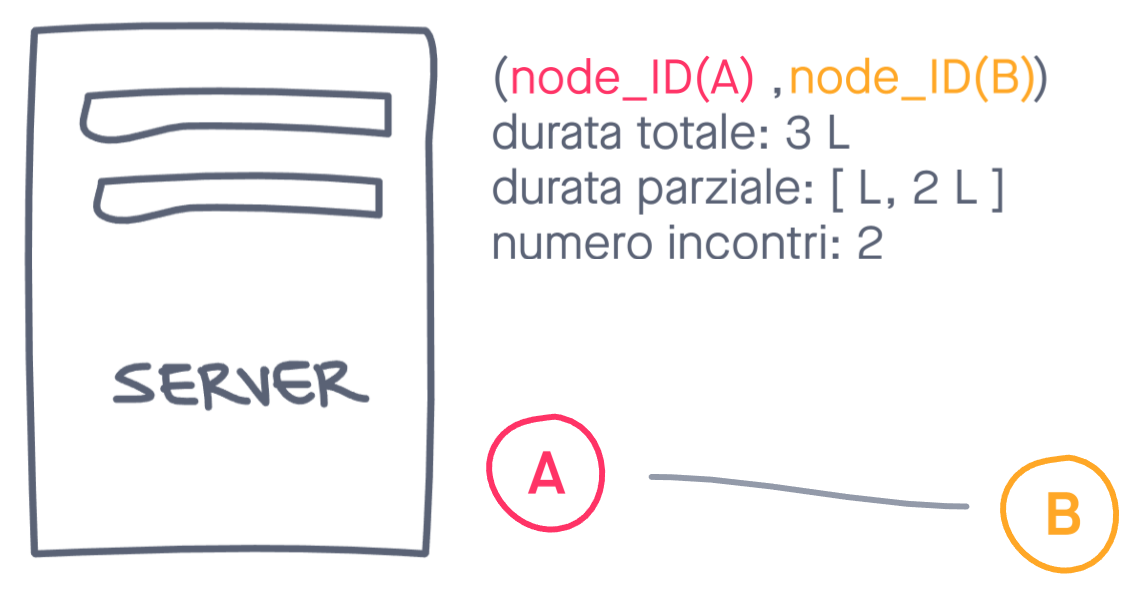 (node_ID(A) ,node_ID(B))
durata totale: 3 L
durata parziale: [ L, 2 L ]
numero incontri: 2
SERVER
A
B